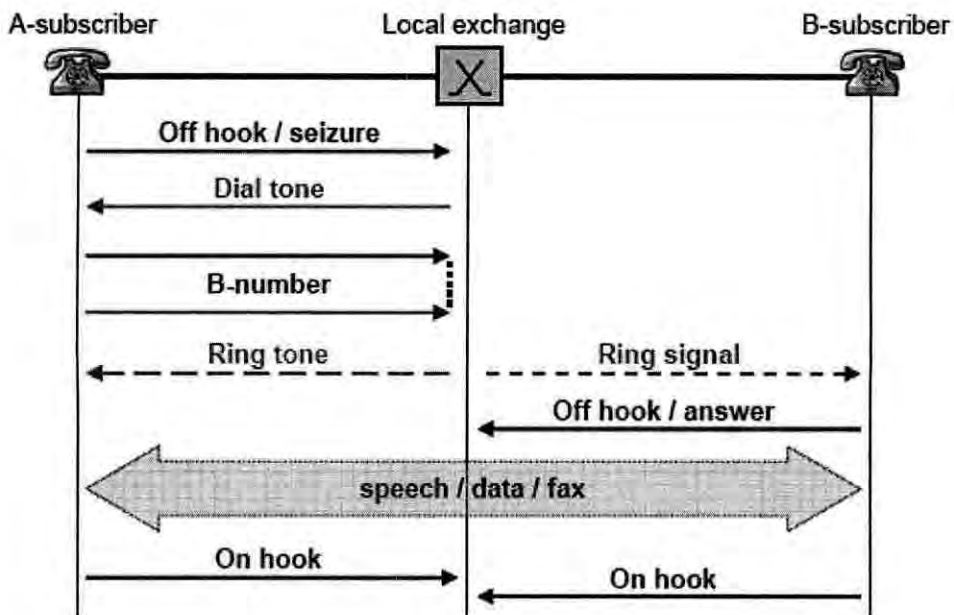 A-subscriber Local exchange B-subscriber
Off hook / seizure
Dial tone
B-number
Ring tone Ring signal
Off hook / answer
speech / data / fax
On hook
On hook